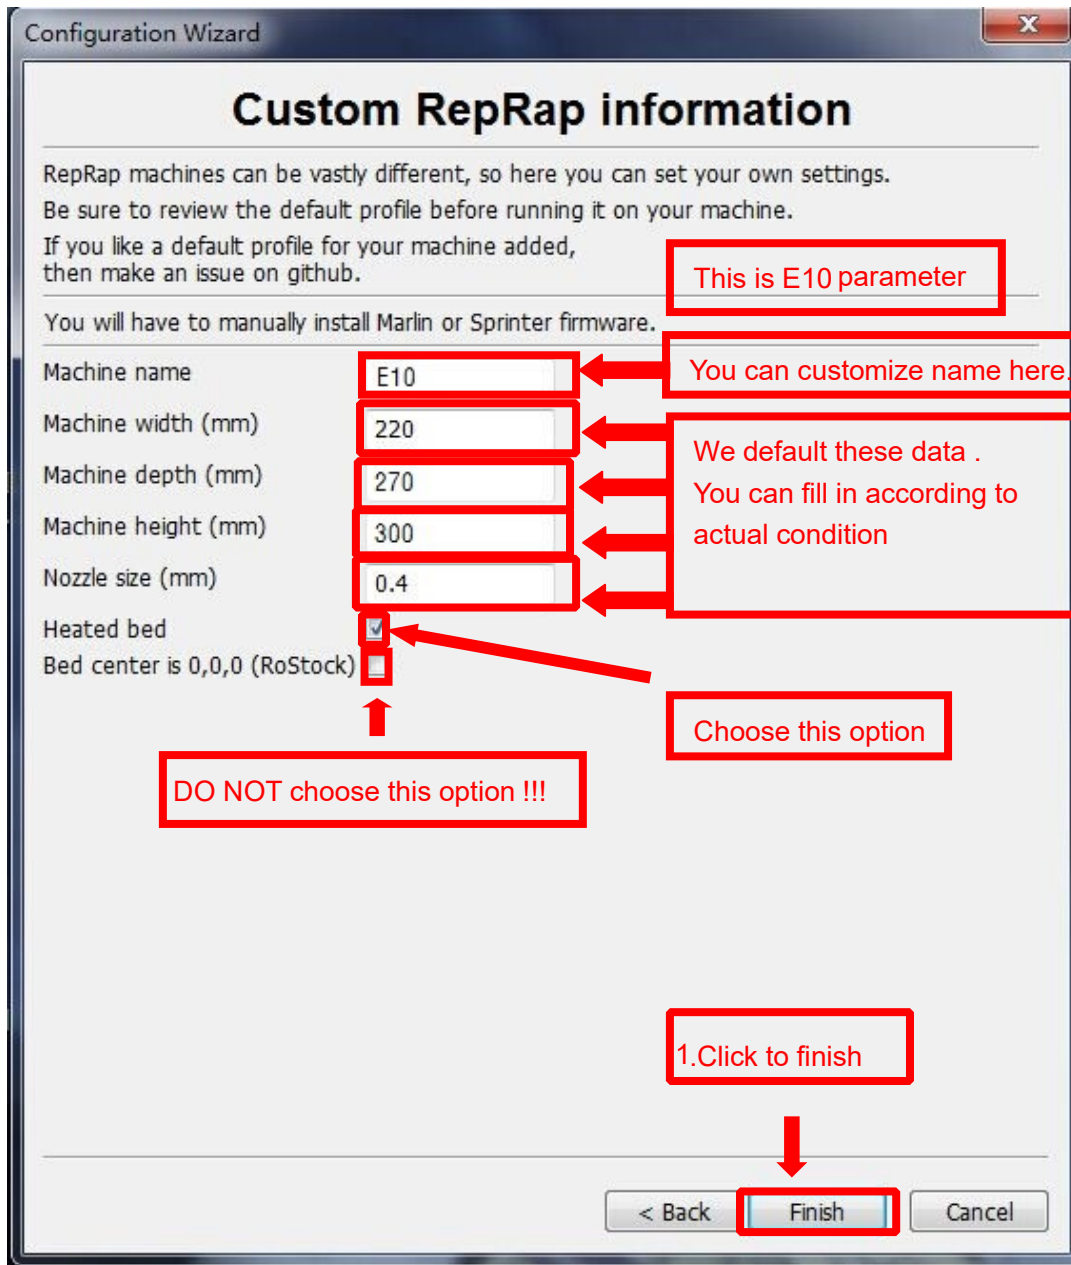 Configuration Wizard
Custom RepRap information
RepRap machines can be vastly different, so here you can set your own settings.
Be sure to review the default profile before running it on your machine.
If you like a default profile for your machine added,
then make an issue on github.
This is E10 parameter
You will have to manually install Marlin or Sprinter firmware.
Machine name
E10
You can customize name here.
Machine width (mm)
220
We default these data .
You can fill in according to
actual condition
Machine depth (mm)
270
Machine height (mm)
300
Nozzle size (mm)
0.4
Heated bed
Bed center is 0,0,0 (RoStock)
Choose this option
DO NOT choose this option !!!
1.Click to finish
< Back
Finish
Cancel